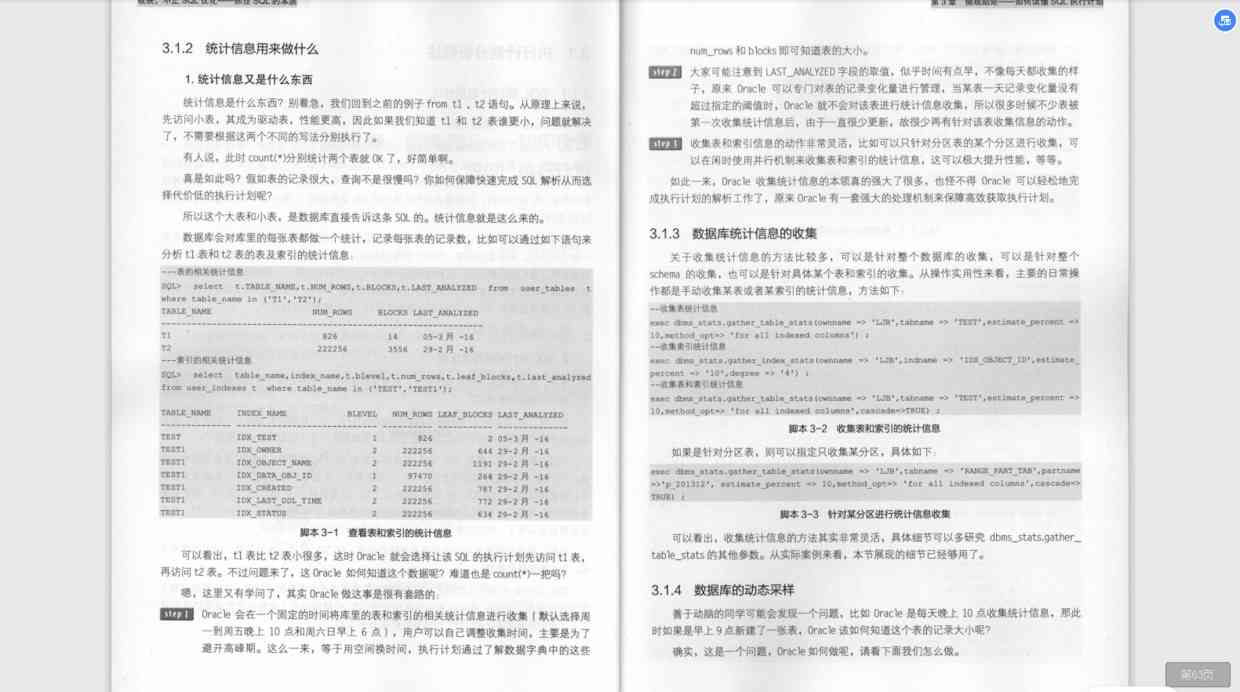 3.1.2 统计信息用来做什么
1. 统计信息又是什么东西
统计信息是什么东西？别着急，我们回到之前的例子 from t1，t2 语句。从原理上来说，
先访问小表，其成为驱动表，性能更高，因此如果我们知道 t1 和 t2 表谁更小，问题就解决
了，不需要根据这两个不同的写法分别执行了。
有人说，此时 count(*)分别统计两个表就 OK 了，好简单啊。
真是如此吗？假如表的记录很大，查询不是很慢吗？你如何保障快速完成 SQL 解析从而选
择代价低的执行计划呢？
所以这个大表和小表，是数据库直接告诉这条 SQL 的。统计信息就是这么来的。
数据库会对库里的每张表都做一个统计，记录每张表的记录数，比如可以通过如下语句来
分析 t1 表和 t2 表的表及索引的统计信息：
---表的相关统计信息
SQL> select t.TABLE_NAME,t.NUM_ROWS,t.BLOCKS,t.LAST_ANALYZED from user_tables t
where table_name in ('T1','T2');
TABLE_NAME NUM_ROWS BLOCKS LAST_ANALYZED
T1 826 14 05-3月 -16
T2 222256 3556 29-2月 -16
---索引的相关统计信息
SQL> select table_name,index_name,t.blevel,t.num_rows,t.leaf_blocks,t.last_analyzed
from user_indexes t where table_name in ('TEST','TEST1');
TABLE_NAME INDEX_NAME BLEVEL NUM_ROWS LEAF_BLOCKS LAST_ANALYZED
TEST IDX_TEST 1 826 2 05-3月 -16
TEST1 IDX_OWNER 2 222256 644 29-2月 -16
TEST1 IDX_OBJECT_NAME 2 222256 1191 29-2月 -16
TEST1 IDX_DATA_OBJ_ID 1 97470 264 29-2月 -16
TEST1 IDX_CREATED 2 222256 787 29-2月 -16
TEST1 IDX_LAST_DDL_TIME 2 222256 772 29-2月 -16
TEST1 IDX_STATUS 2 222256 634 29-2月 -16
脚本 3-1 查看表和索引的统计信息
可以看出，t1 表比 t2 表小很多，这时 Oracle 就会选择让该 SQL 的执行计划先访问 t1 表，
再访问 t2 表。不过问题来了，这 Oracle 如何知道这个数据呢？难道也是 count(*)一把吗？
嗯，这里又有学问了，其实 Oracle 做这事是很有套路的：
step 1 Oracle 会在一个固定的时间将库里的表和索引的相关统计信息进行收集（默认选择周
一到周五晚上 10 点和周六日早上 6 点），用户可以自己调整收集时间，主要是为了
避开高峰期。这么一来，等于用空间换时间，执行计划通过了解数据字典中的这些
num_rows 和 blocks 即可知道表的大小。
step 2 大家可能注意到 LAST_ANALYZED 字段的取值，似乎时间有点早，不像每天都收集的样
子，原来 Oracle 可以专门对表的记录变化量进行管理，当某表一天记录变化量没有
超过指定的阈值时，Oracle 就不会对该表进行统计信息收集，所以很多时候不少表被
第一次收集统计信息后，由于一直很少更新，故很少再有针对该表收集信息的动作。
step 3 收集表和索引信息的动作非常灵活，比如可以只针对分区表的某个分区进行收集，可
以在闲时使用并行机制来收集表和索引的统计信息，这可以极大提升性能，等等。
如此一来，Oracle 收集统计信息的本领真的强大了很多，也怪不得 Oracle 可以轻松地完
成执行计划的解析工作了，原来 Oracle 有一套强大的处理机制来保障高效获取执行计划。
3.1.3 数据库统计信息的收集
关于收集统计信息的方法比较多，可以是针对整个数据库的收集，可以是针对整个
schema 的收集，也可以是针对具体某个表和索引的收集。从操作实用性来看，主要的日常操
作都是手动收集某表或者某索引的统计信息，方法如下：
--收集表统计信息
exec dbms_stats.gather_table_stats(ownname => 'LJB',tabname => 'TEST',estimate_percent =>
10,method_opt=> 'for all indexed columns') ;
--收集索引统计信息
exec dbms_stats.gather_index_stats(ownname => 'LJB',indname => 'IDX_OBJECT_ID',estimate_
percent => '10',degree => '4') ;
--收集表和索引统计信息
exec dbms_stats.gather_table_stats(ownname => 'LJB',tabname => 'TEST',estimate_percent =>
10,method_opt=> 'for all indexed columns',cascade=>TRUE) ;
脚本 3-2 收集表和索引的统计信息
如果是针对分区表，则可以指定只收集某分区，具体如下：
exec dbms_stats.gather_table_stats(ownname => 'LJB',tabname => 'RANGE_PART_TAB',partname
=>'p_201312', estimate_percent => 10,method_opt=> 'for all indexed columns',cascade=>
TRUE) ;
脚本 3-3 针对某分区进行统计信息收集
可以看出，收集统计信息的方法其实非常灵活，具体细节可以多研究 dbms_stats.gather_
table_stats 的其他参数。从实际案例来看，本节展现的细节已经够用了。
3.1.4 数据库的动态采样
善于动脑的同学可能会发现一个问题，比如 Oracle 是每天晚上 10 点收集统计信息，那此
时如果是早上 9 点新建了一张表，Oracle 该如何知道这个表的记录大小呢？
确实，这是一个问题，Oracle 如何做呢，请看下面我们怎么做。
第63页